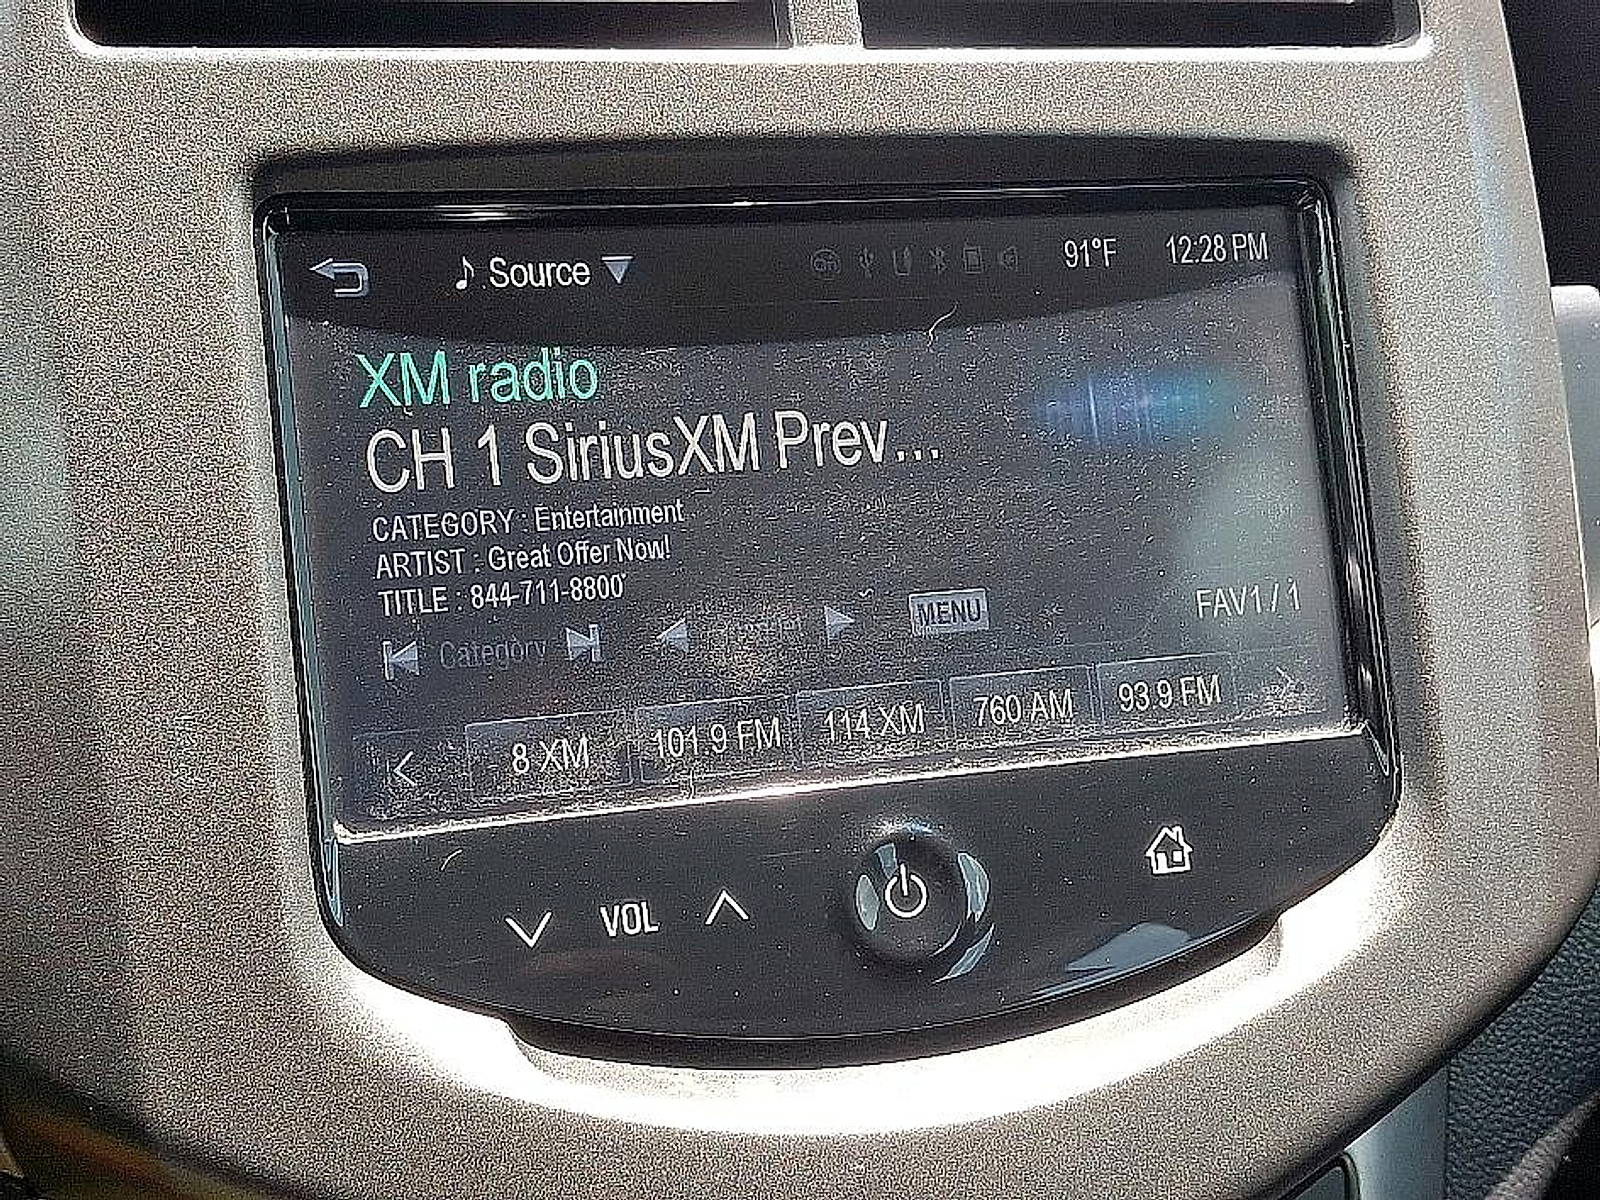 Source
91°F 12:28 PM
XM radio
CH 1 SiriusXM Prev...
CATEGORY : Entertainment
ARTIST : Great Offer Now!
TITLE : 844-711-8800
Category
MENU
FAV1 / 1
8 XM 101.9 FM 114 XM 760 AM 93.9 FM
VOL